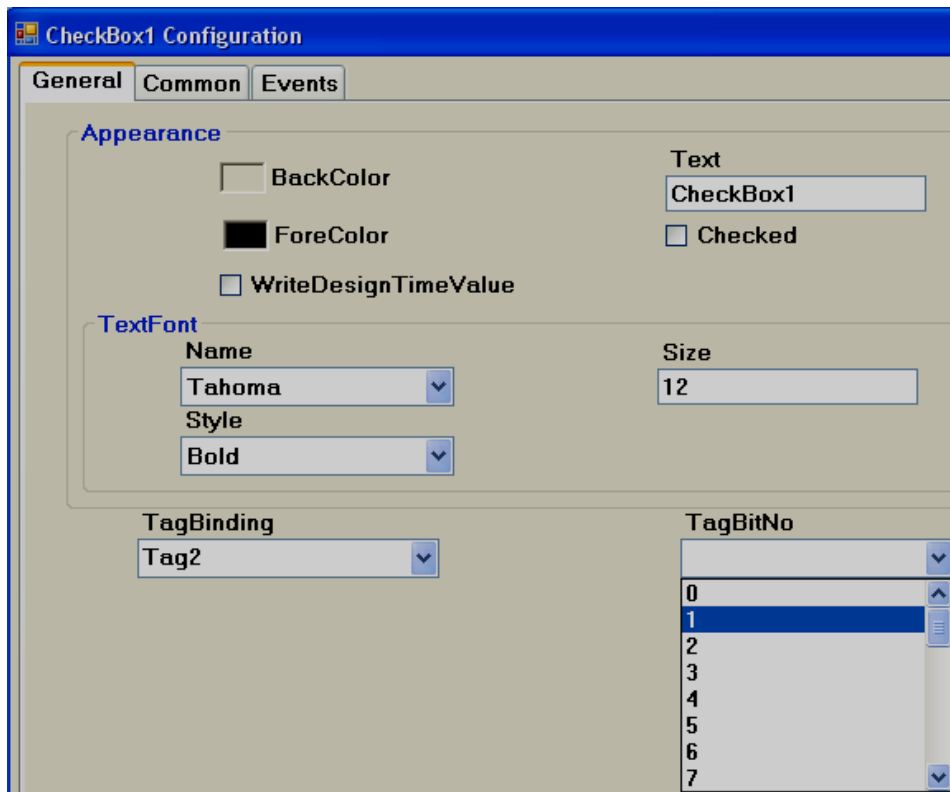 CheckBox1 Configuration
General
Common
Events
Appearance
BackColor
Text
CheckBox1
ForeColor
Checked
WriteDesignTimeValue
TextFont
Name
Size
Tahoma
12
Style
Bold
TagBinding
TagBitNo
Tag2
0
1
2
3
4
5
6
7